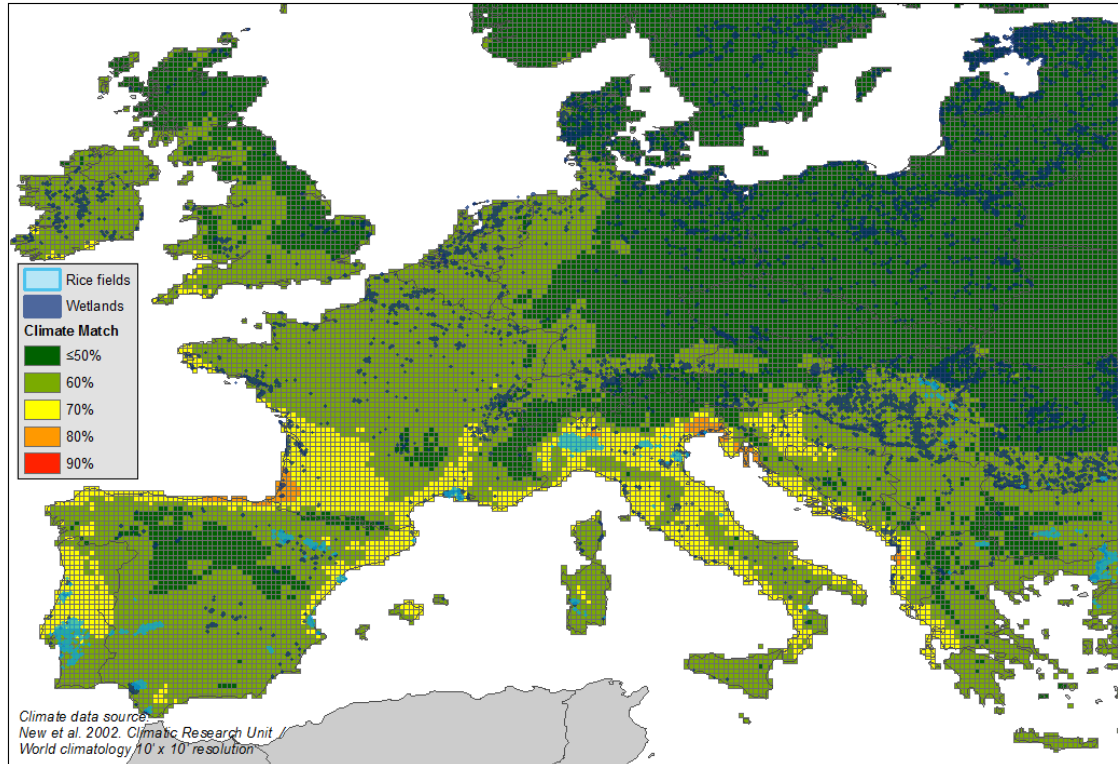 Rice fields
Wetlands
Climate Match
≤50%
60%
70%
80%
90%
Climate data source:
New et al. 2002. Climatic Research Unit
World climatology 10' x 10' resolution